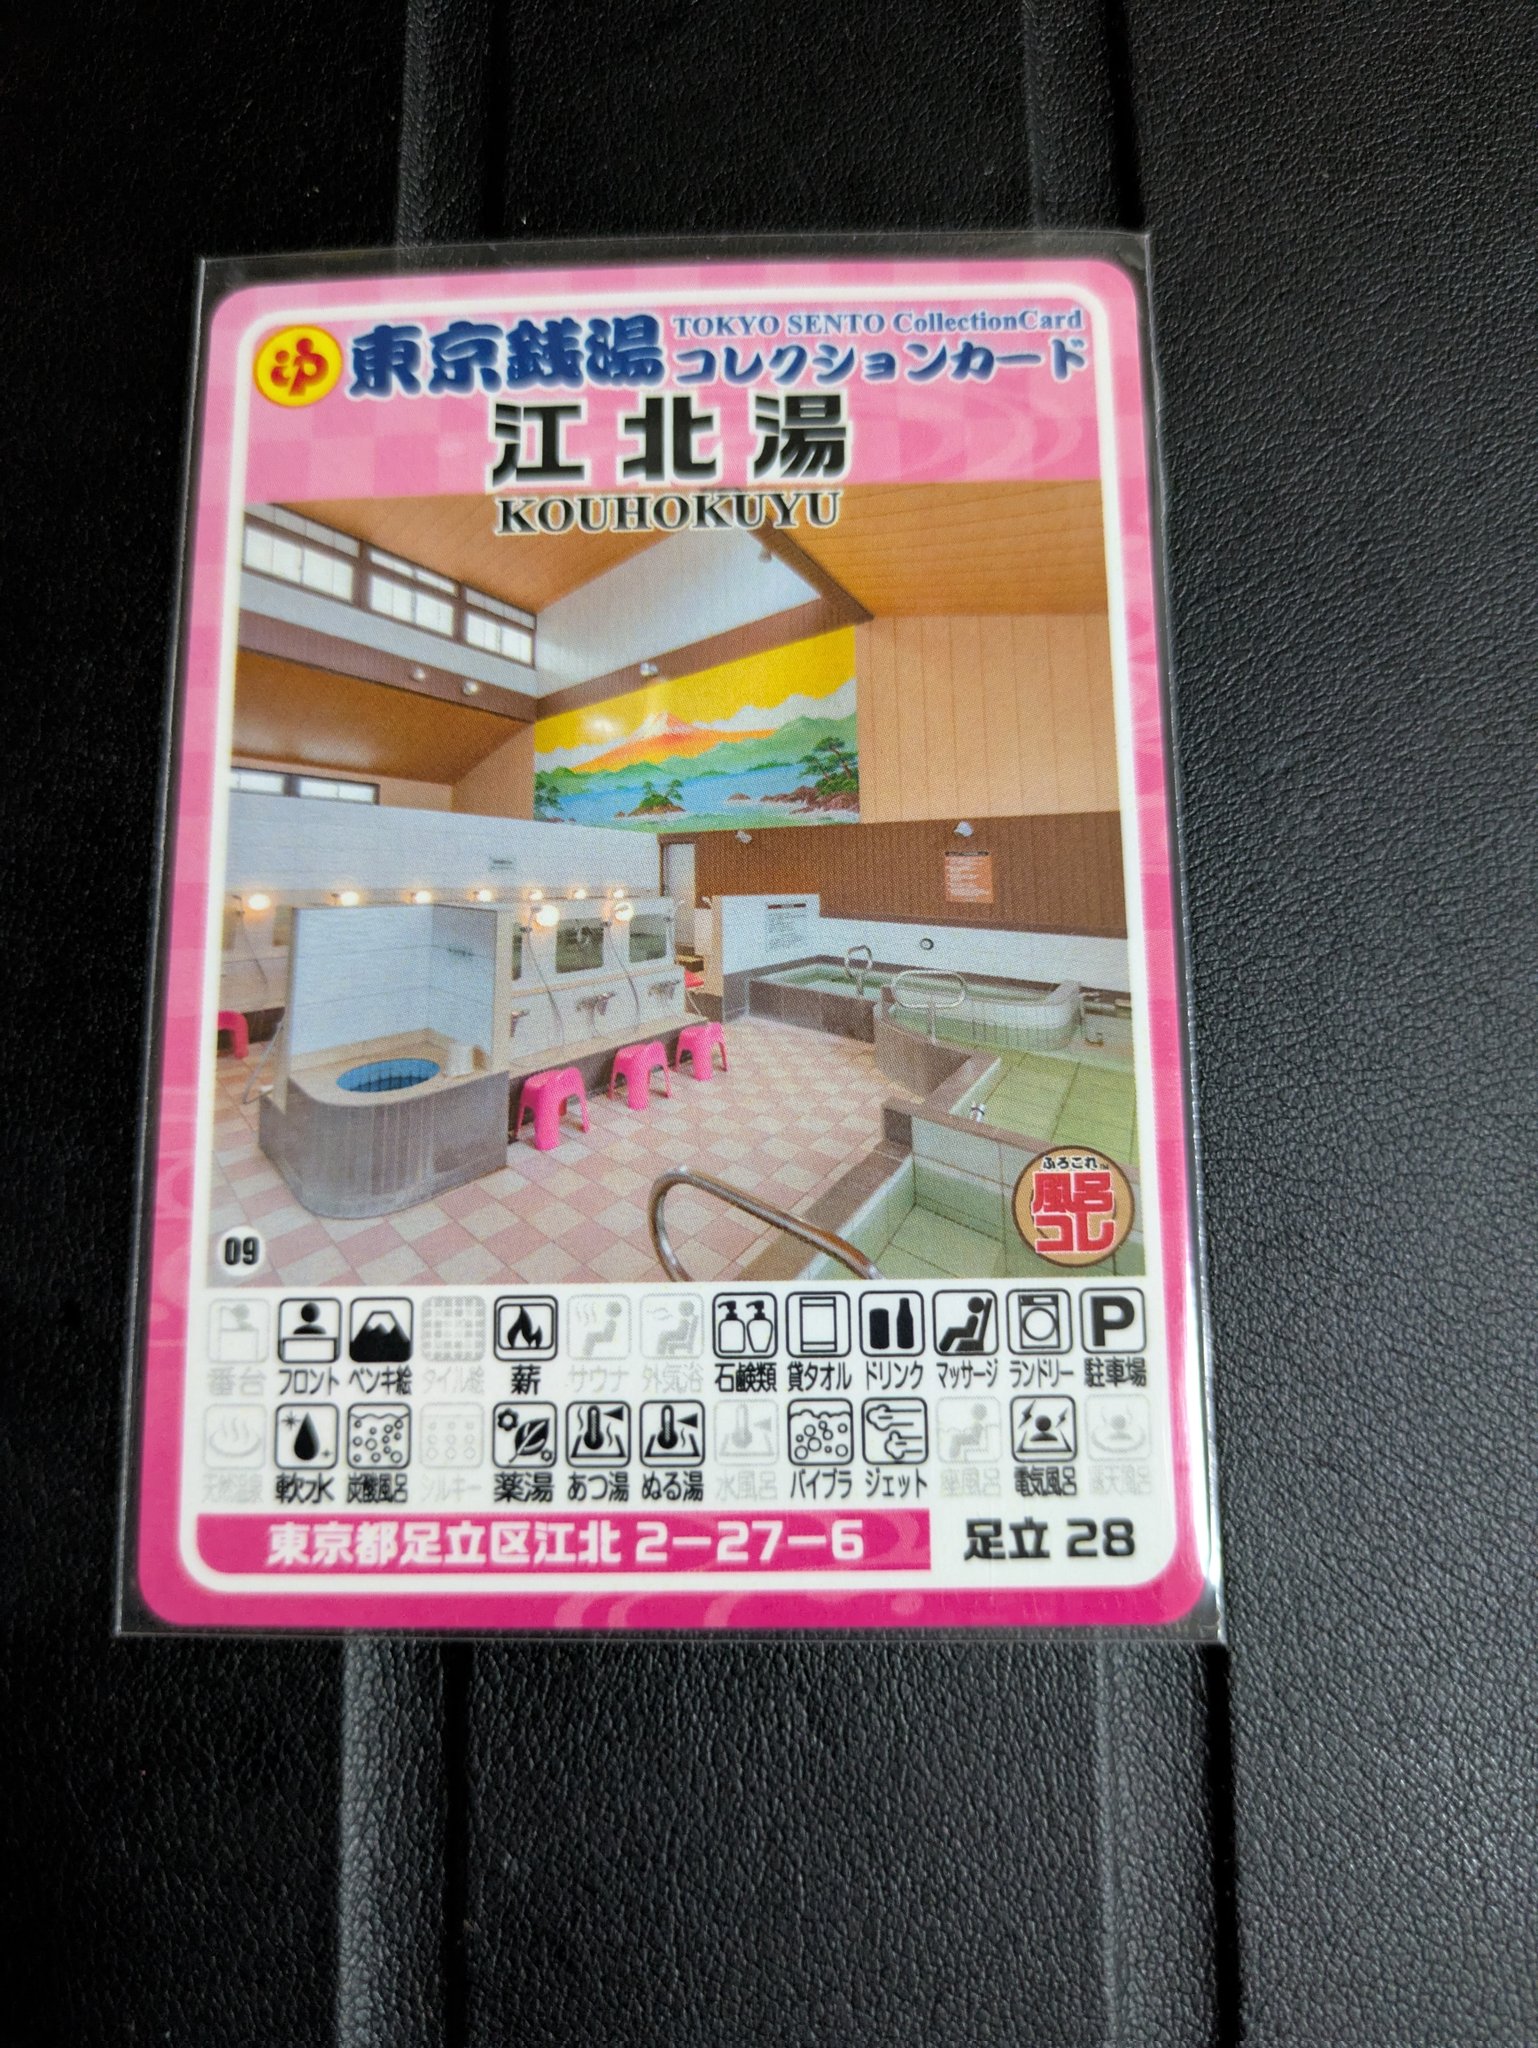 ゆ 東京銭湯 TOKYO SENTO CollectionCard
コレクションカード
江北湯
KOUHOKUYU
ふろこれ
風呂
コレ
09
番台 フロント ペンキ絵 タイル絵 薪 サウナ 外気浴 石鹸類 貸タオル ドリンク マッサージ ランドリー P 駐車場
天然温泉 軟水 炭酸風呂 シルキー 薬湯 あつ湯 ぬる湯 水風呂 バイブラ ジェット 座風呂 電気風呂 露天風呂
東京都足立区江北 2-27-6 足立 28